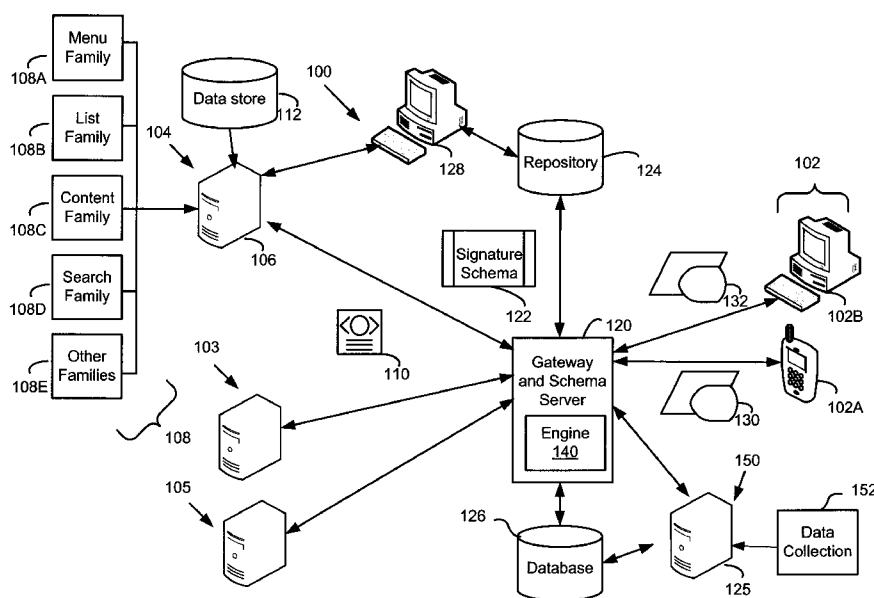 Menu
Family
108A
List
Family
108B
Content
Family
108C
Search
Family
108D
Other
Families
108E
108
Data store
112
104
106
100
128
Repository
124
Signature
Schema
122
110
102
132
102B
102A
130
120
Gateway
and Schema
Server
Engine
140
103
105
126
Database
150
125
152
Data
Collection